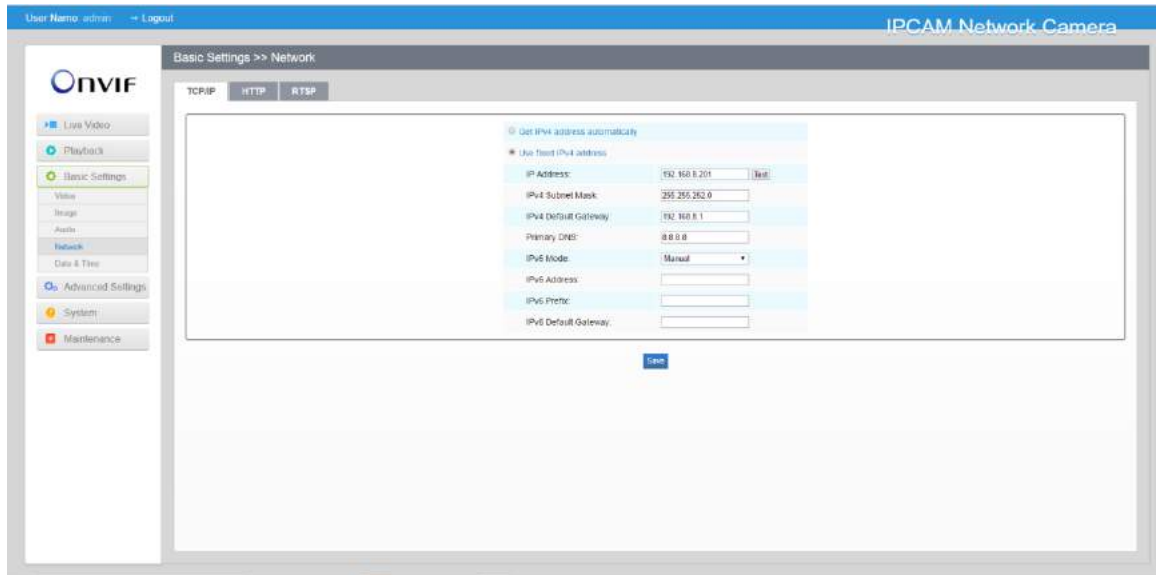 User Name: admin → Logout
IPCAM Network Camera
Basic Settings >> Network
ONVIF
TCP/IP HTTP RTSP
Live Video
Playback
Basic Settings
Video
Image
Audio
Network
Date & Time
Advanced Settings
System
Maintenance
Get IPv4 address automatically
Use fixed IPv4 address
IP Address: 192.168.8.201 Test
IPv4 Subnet Mask: 255.255.252.0
IPv4 Default Gateway: 192.168.8.1
Primary DNS: 8.8.8.8
IPv6 Mode: Manual
IPv6 Address:
IPv6 Prefix:
IPv6 Default Gateway:
Save